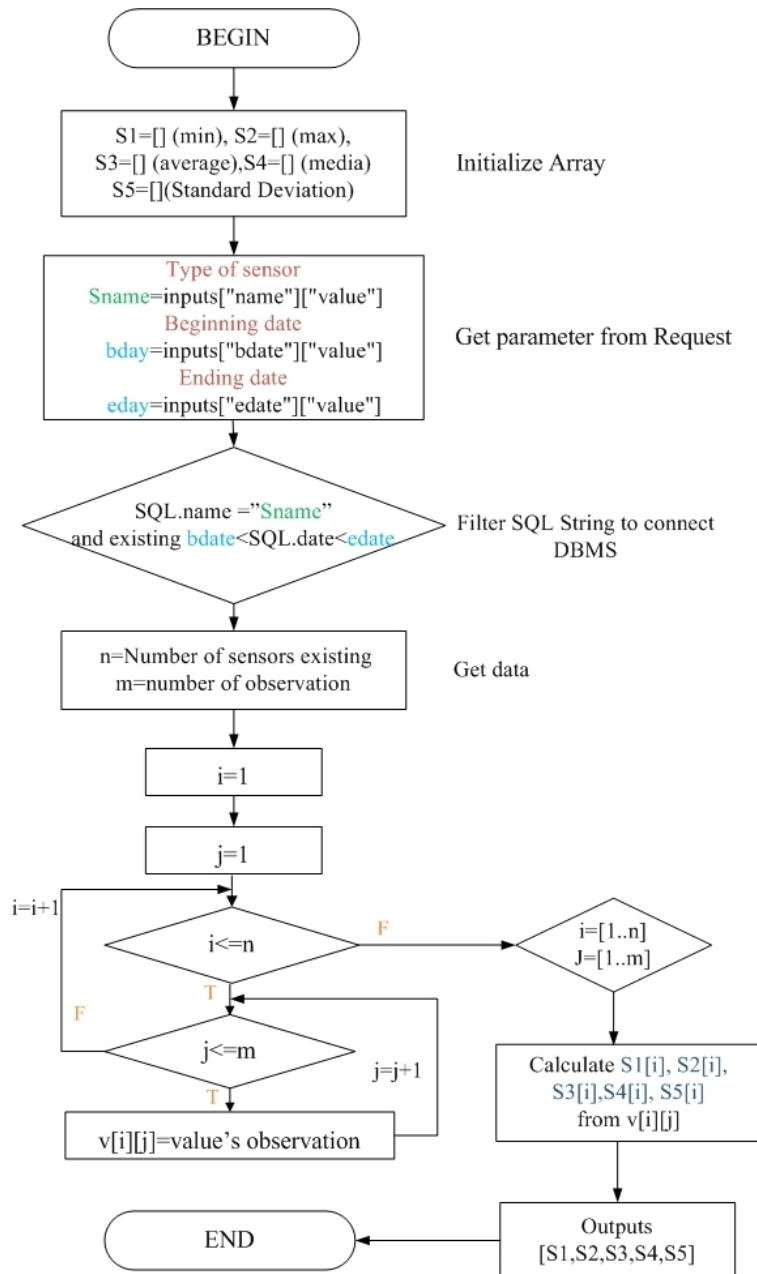 BEGIN
S1=[] (min), S2=[] (max),
S3=[] (average),S4=[] (media)
S5=[](Standard Deviation)
Initialize Array
Type of sensor
Sname=inputs["name"]["value"]
Beginning date
bday=inputs["bdate"]["value"]
Ending date
eday=inputs["edate"]["value"]
Get parameter from Request
SQL.name =”Sname”
and existing bdate<SQL.date<edate
Filter SQL String to connect
DBMS
n=Number of sensors existing
m=number of observation
Get data
i=1
j=1
i=i+1
i<=n
F
i=[1..n]
J=[1..m]
T
F
j<=m
j=j+1
T
v[i][j]=value’s observation
Calculate S1[i], S2[i],
S3[i],S4[i], S5[i]
from v[i][j]
Outputs
[S1,S2,S3,S4,S5]
END